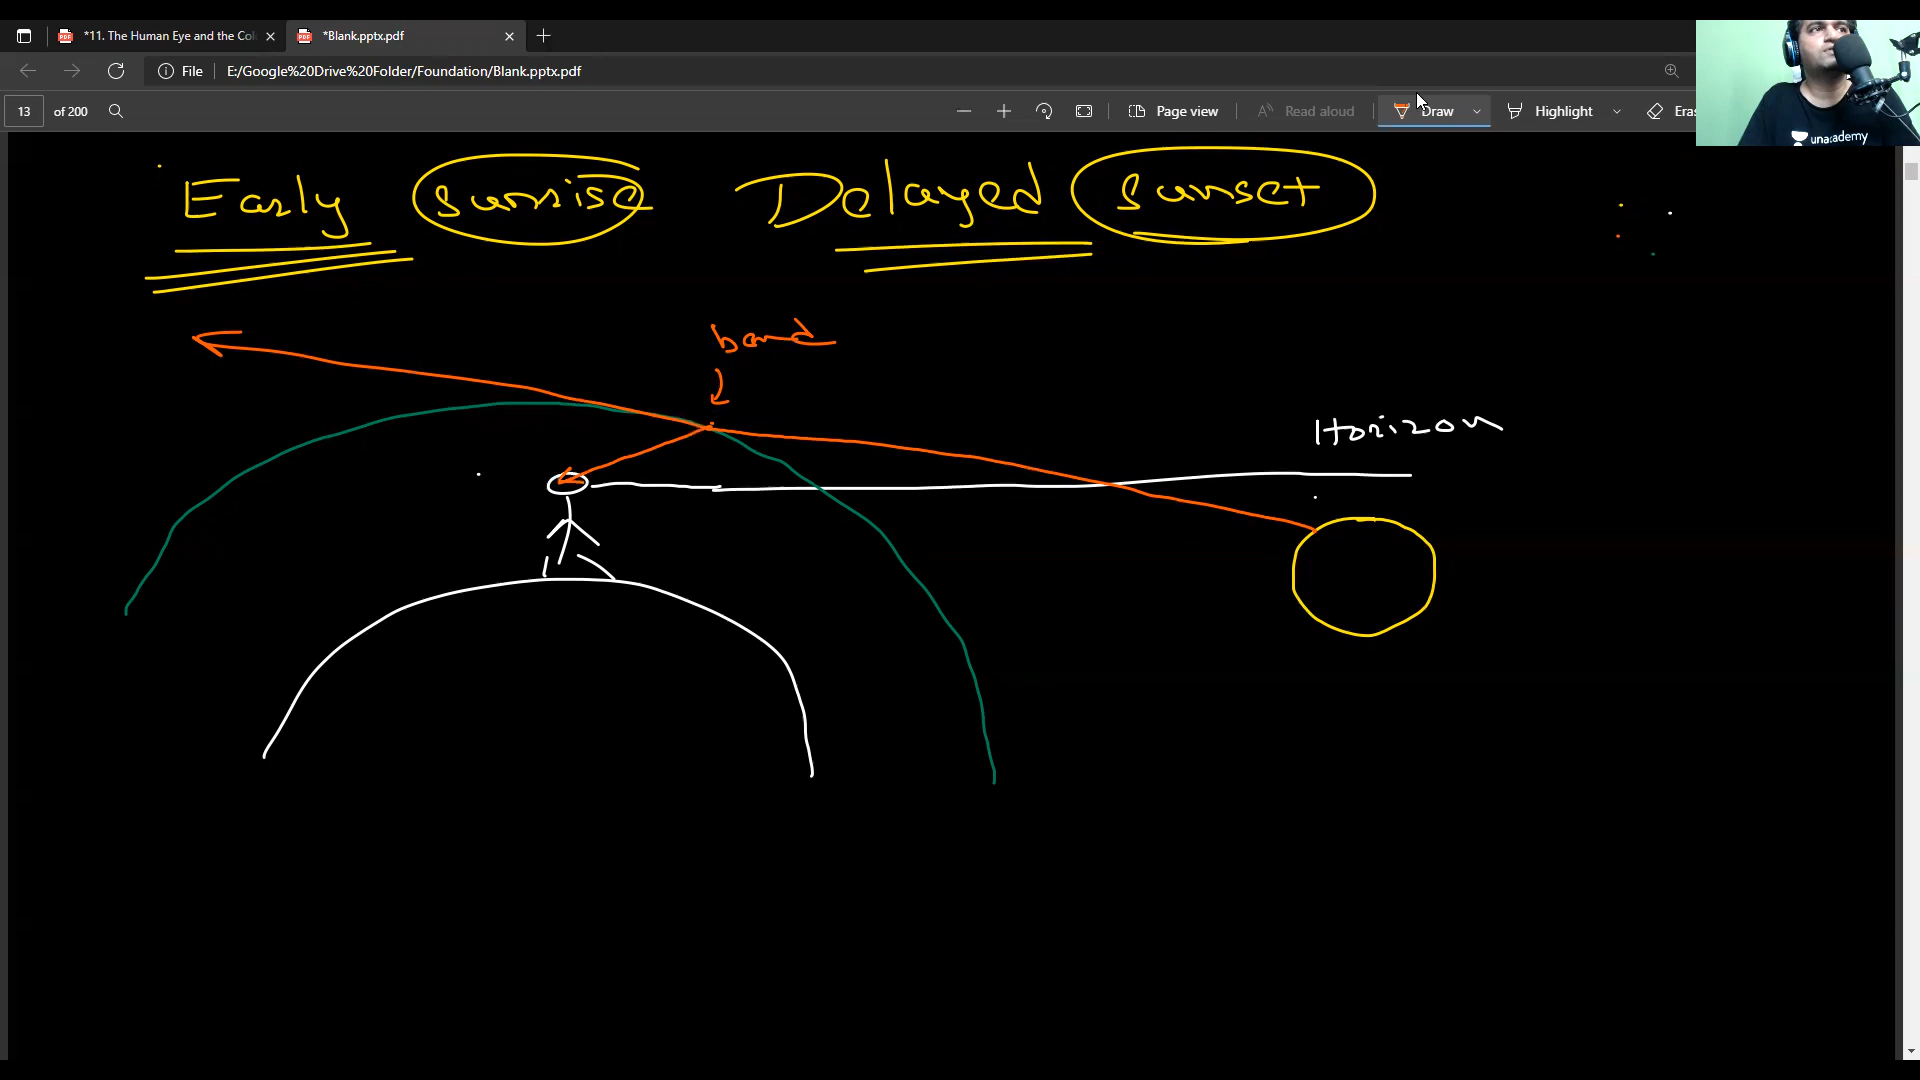 *11. The Human Eye and the Col
*Blank.pptx.pdf
File
E:/Google%20Drive%20Folder/Foundation/Blank.pptx.pdf
13 of 200
Page view
Read aloud
Draw
Highlight
Eras
unacademy
Early sunrise Delayed sunset
bend
Horizon